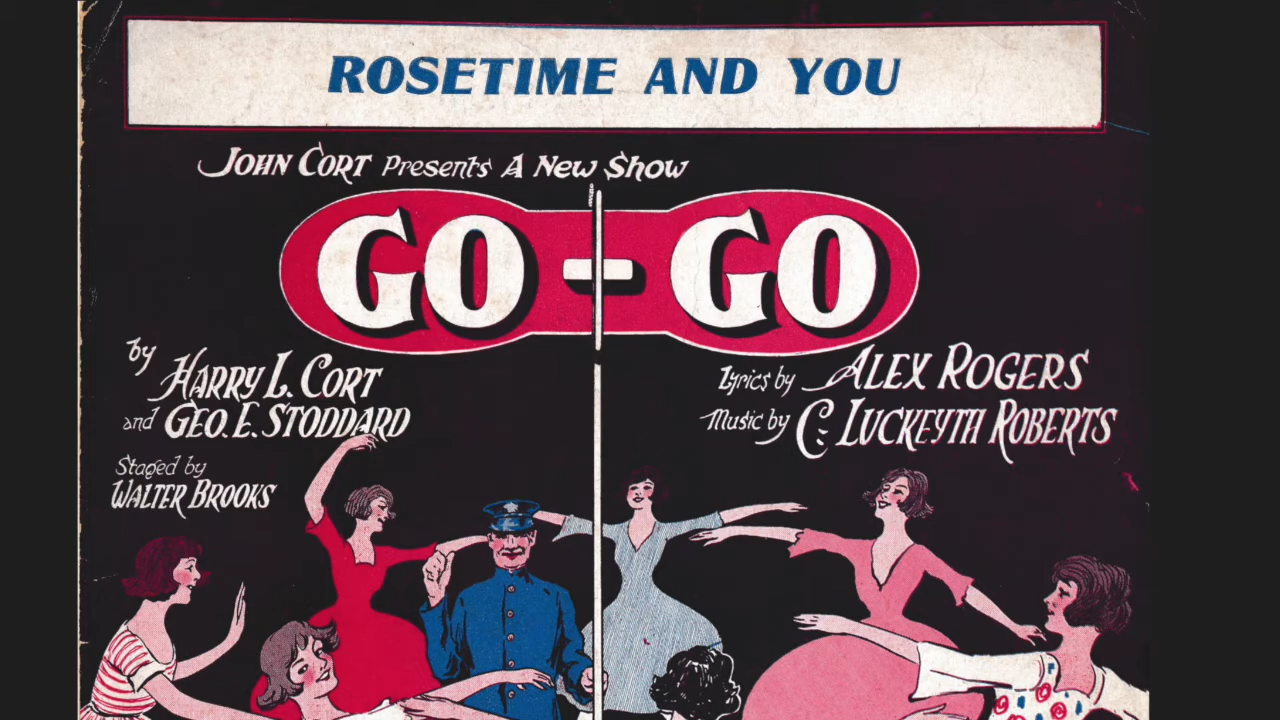 ROSETIME AND YOU
JOHN CORT Presents A New Show
GO-GO
by HARRY L. CORT
and GEO. E. STODDARD
Staged by
WALTER BROOKS
Lyrics by ALEX ROGERS
Music by C. LUCKEYTH ROBERTS